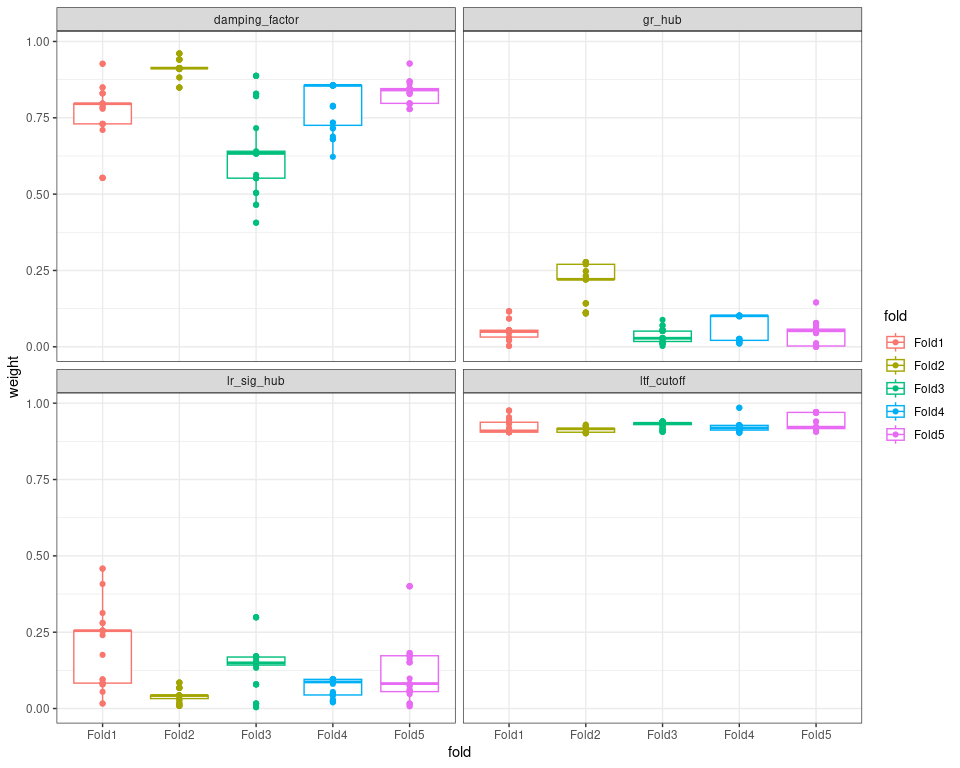 damping_factor
gr_hub
1.00
0.75
0.50
0.25
0.00
lr_sig_hub
ltf_cutoff
1.00
0.75
0.50
0.25
0.00
Fold1 Fold2 Fold3 Fold4 Fold5
Fold1 Fold2 Fold3 Fold4 Fold5
fold
weight
fold
Fold1
Fold2
Fold3
Fold4
Fold5